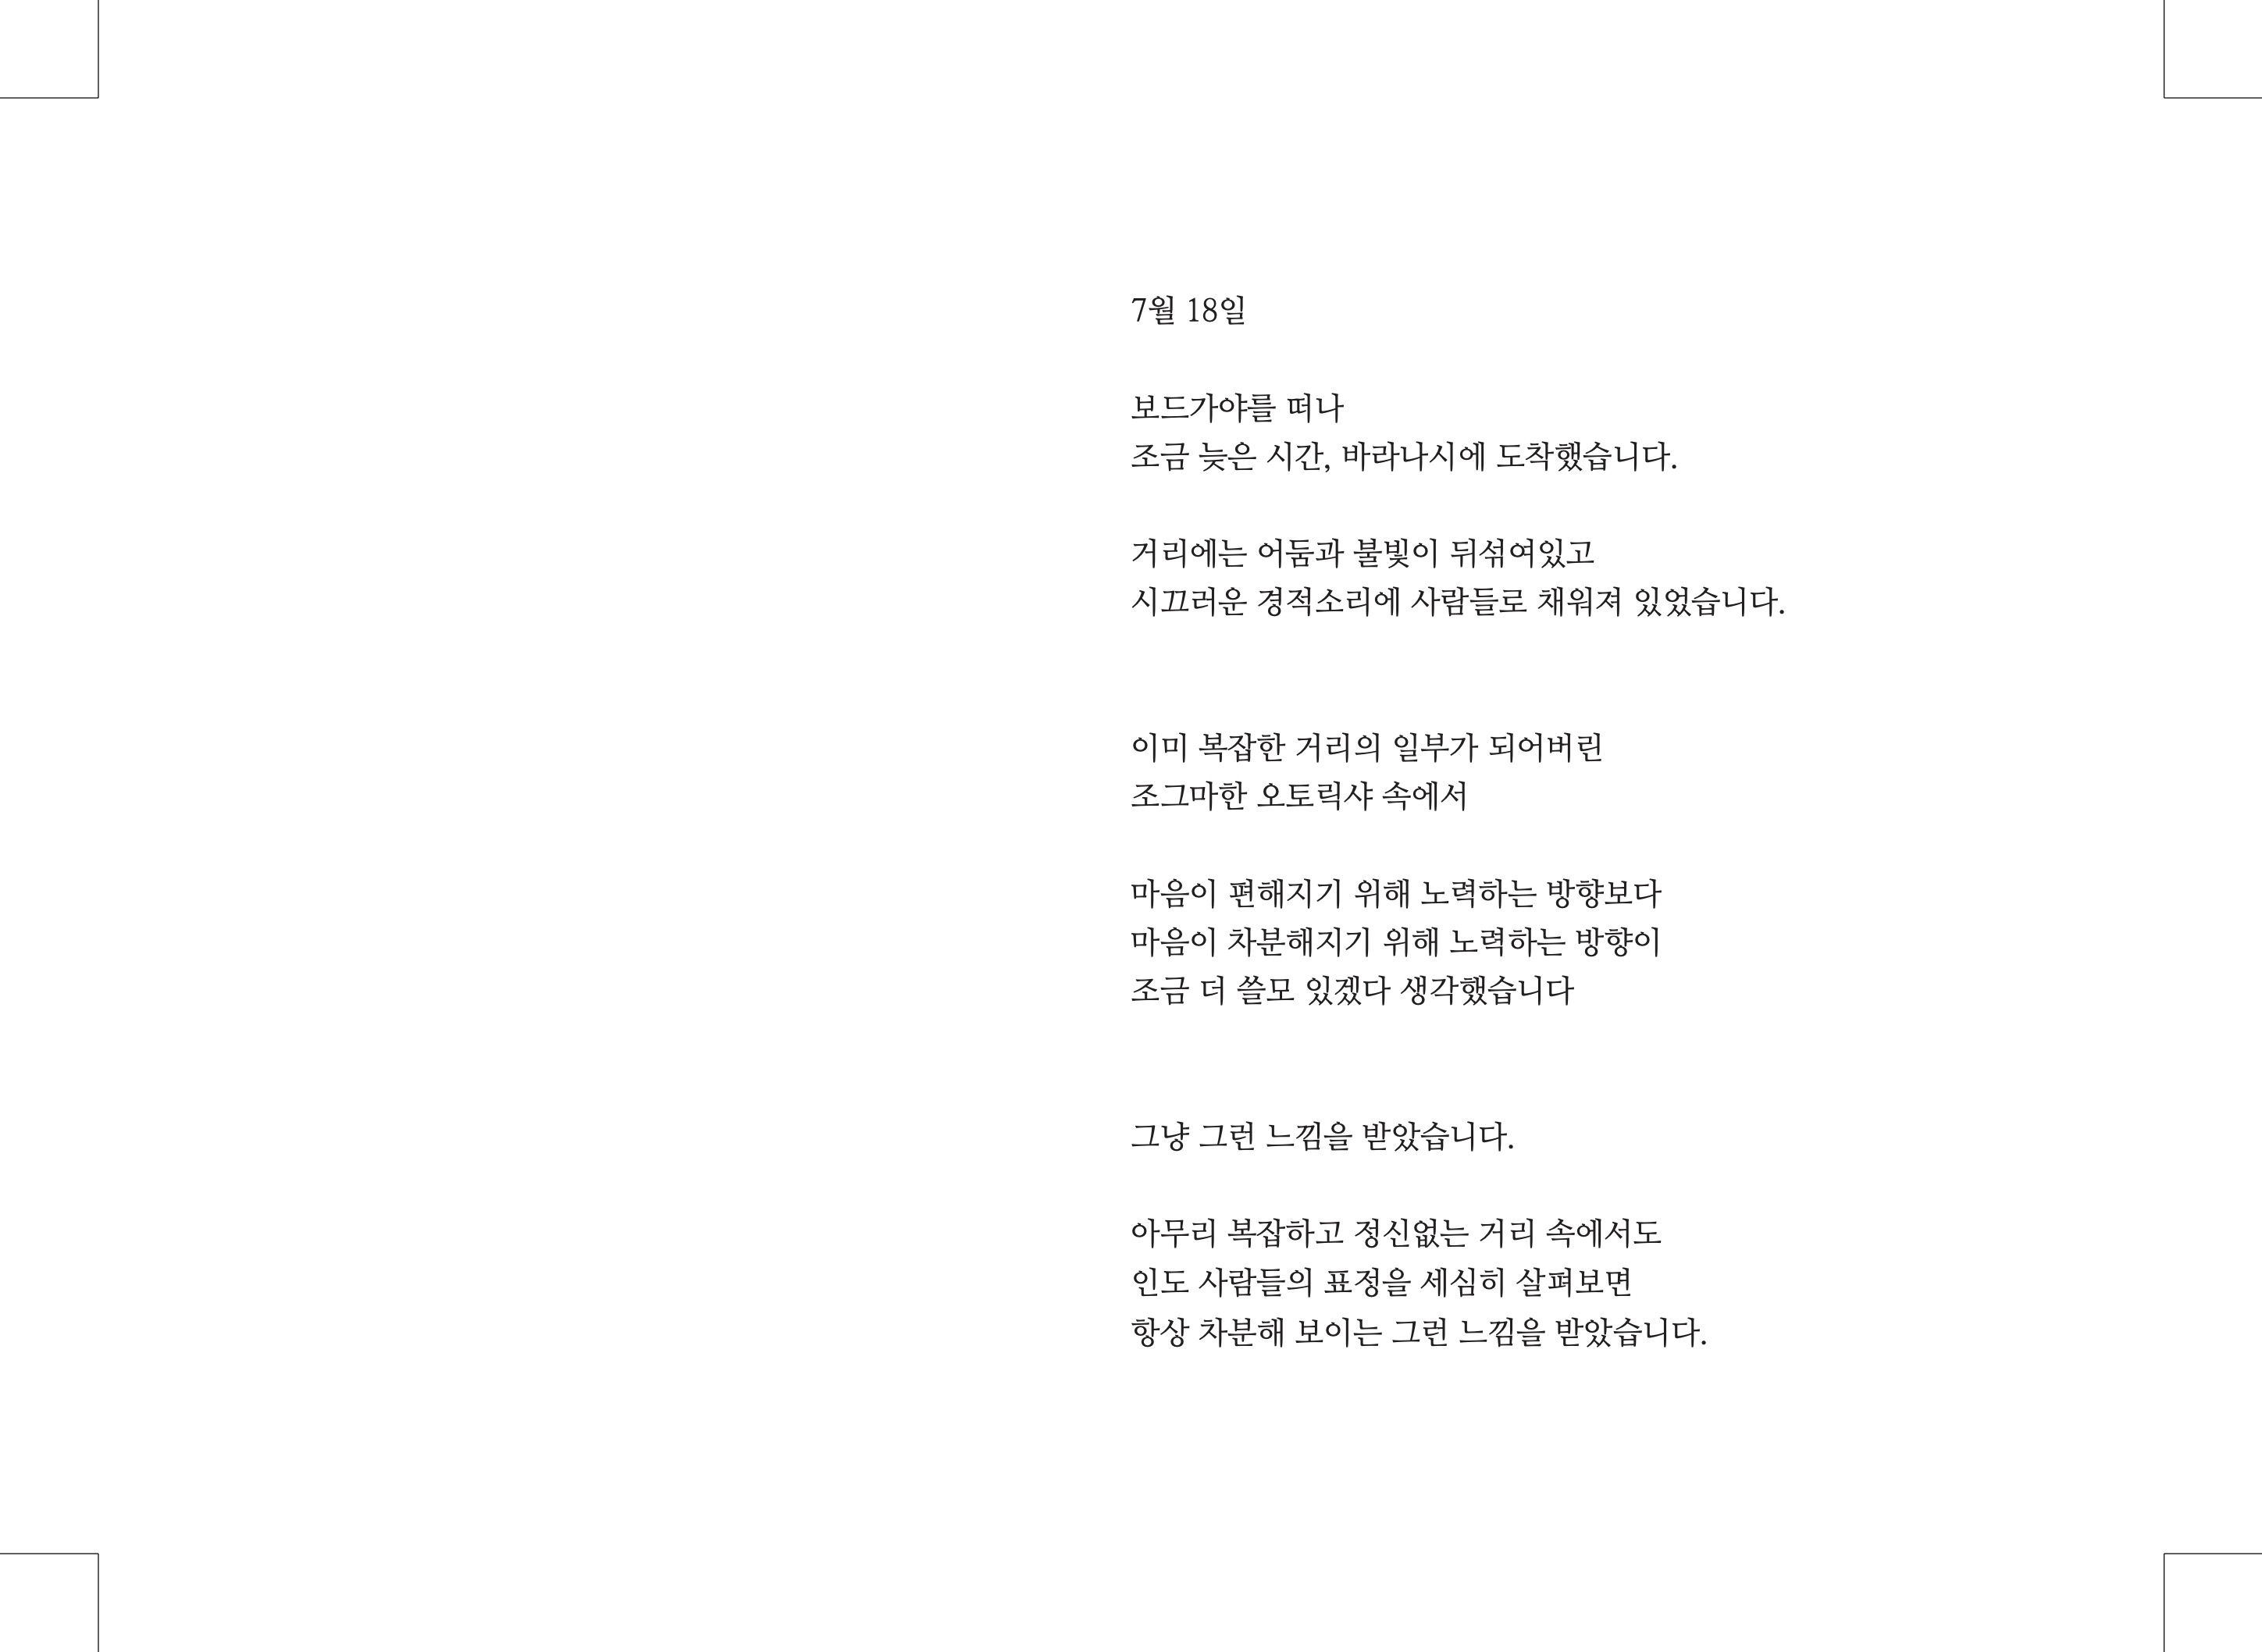 7월 18일
보드가야를 떠나
조금 늦은 시간, 바라나시에 도착했습니다.
거리에는 어둠과 불빛이 뒤섞여있고
시끄러운 경적소리에 사람들로 채워져 있었습니다.
이미 복잡한 거리의 일부가 되어버린
조그마한 오토릭샤 속에서
마음이 편해지기 위해 노력하는 방향보다
마음이 차분해지기 위해 노력하는 방향이
조금 더 쓸모 있겠다 생각했습니다
그냥 그런 느낌을 받았습니다.
아무리 복잡하고 정신없는 거리 속에서도
인도 사람들의 표정을 세심히 살펴보면
항상 차분해 보이는 그런 느낌을 받았습니다.